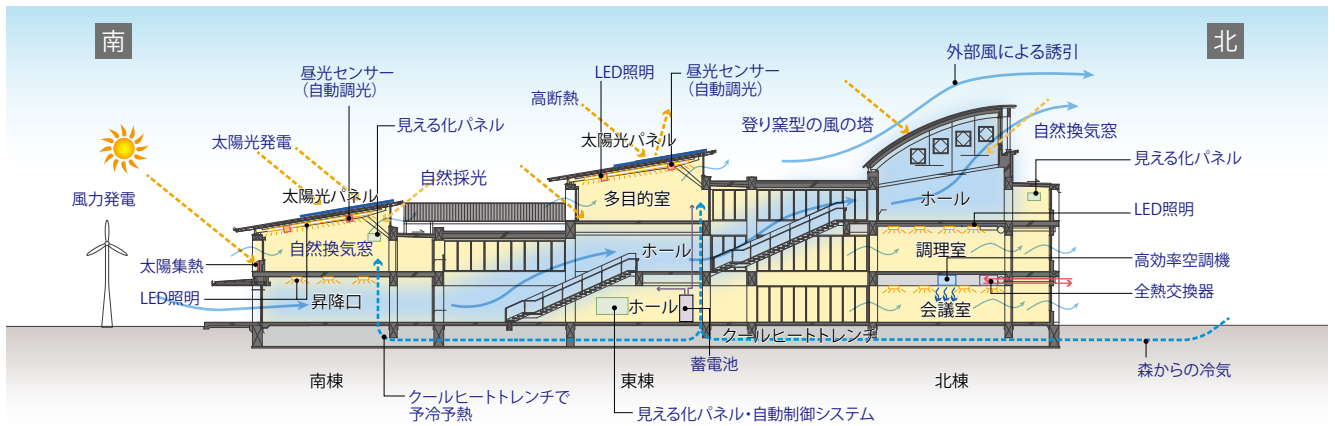 南
北
外部風による誘引
昼光センサー
（自動調光）
LED照明
昼光センサー
（自動調光）
高断熱
太陽光パネル
登り窯型の風の塔
自然換気窓
見える化パネル
太陽光発電
見える化パネル
自然採光
風力発電
太陽光パネル
多目的室
ホール
LED照明
自然換気窓
ホール
調理室
高効率空調機
太陽集熱
LED照明
昇降口
ホール
会議室
全熱交換器
クールヒートトレンチ
蓄電池
森からの冷気
南棟
東棟
北棟
クールヒートトレンチで
予冷予熱
見える化パネル・自動制御システム